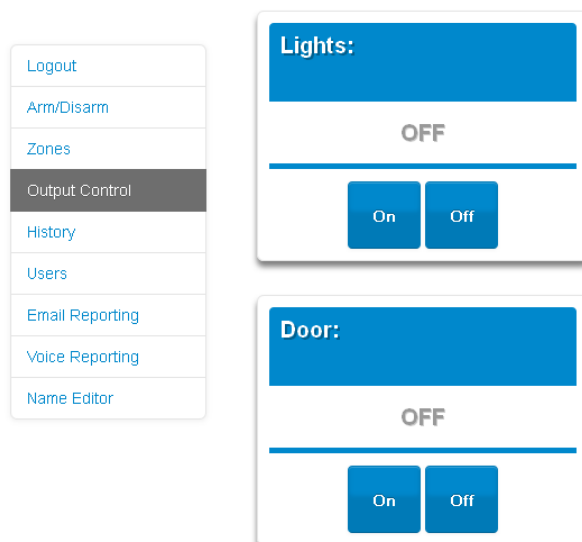 Logout
Arm/Disarm
Zones
Output Control
History
Users
Email Reporting
Voice Reporting
Name Editor
Lights:
OFF
On Off
Door:
OFF
On Off